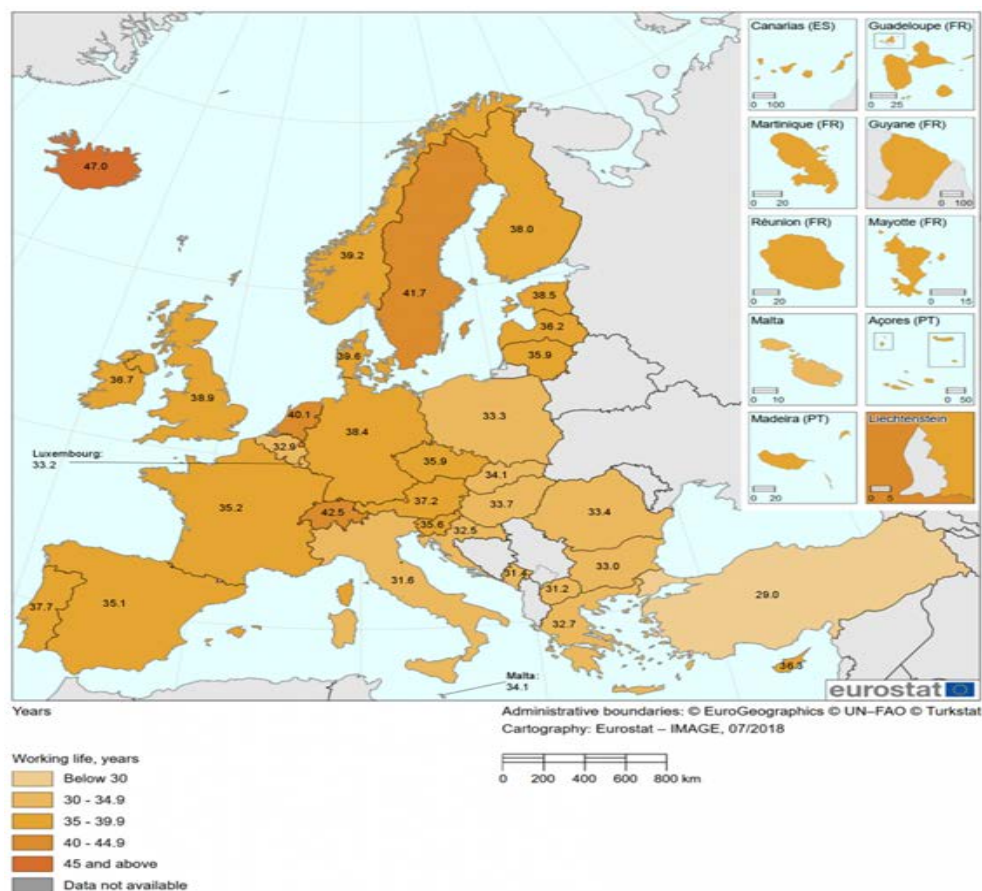 Canarias (ES)
0 100
Guadeloupe (FR)
0 25
Martinique (FR)
0 20
Guyane (FR)
0 100
Réunion (FR)
0 20
Mayotte (FR)
0 15
Malta
0 10
Açores (PT)
0 50
Madeira (PT)
0 20
Liechtenstein
0 5
47.0
39.2
38.0
41.7
38.5
36.2
35.9
39.6
36.7
38.9
40.1
38.4
33.3
32.9
Luxembourg:
33.2
35.9
34.1
37.2
33.7
35.2
42.5
35.6
32.5
33.4
31.6
31.4
33.0
31.2
29.0
37.7
35.1
32.7
36.3
Malta:
34.1
eurostat
Years
Administrative boundaries: © EuroGeographics © UN–FAO © Turkstat
Cartography: Eurostat – IMAGE, 07/2018
0 200 400 600 800 km
Working life, years
Below 30
30 - 34.9
35 - 39.9
40 - 44.9
45 and above
Data not available